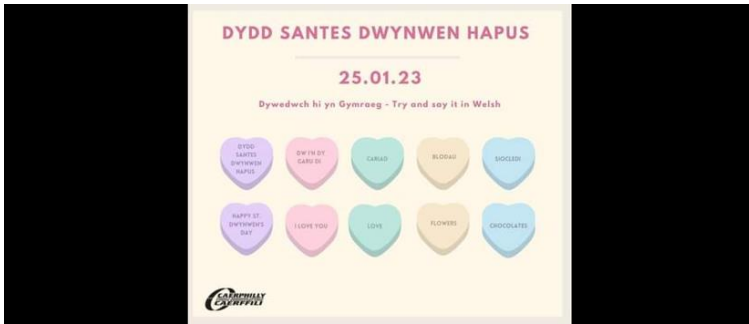 DYDD SANTES DWYNWEN HAPUS
25.01.23
Dywedwch hi yn Gymraeg - Try and say it in Welsh
DYDD
SANTES
DWYNWEN
HAPUS
DW I'N DY
GARU DI
CARIAD
BLODAU
SIOCLEDI
HAPPY ST.
DWYNWEN'S
DAY
I LOVE YOU
LOVE
FLOWERS
CHOCOLATES
CAERPHILLY
CAERFFILI